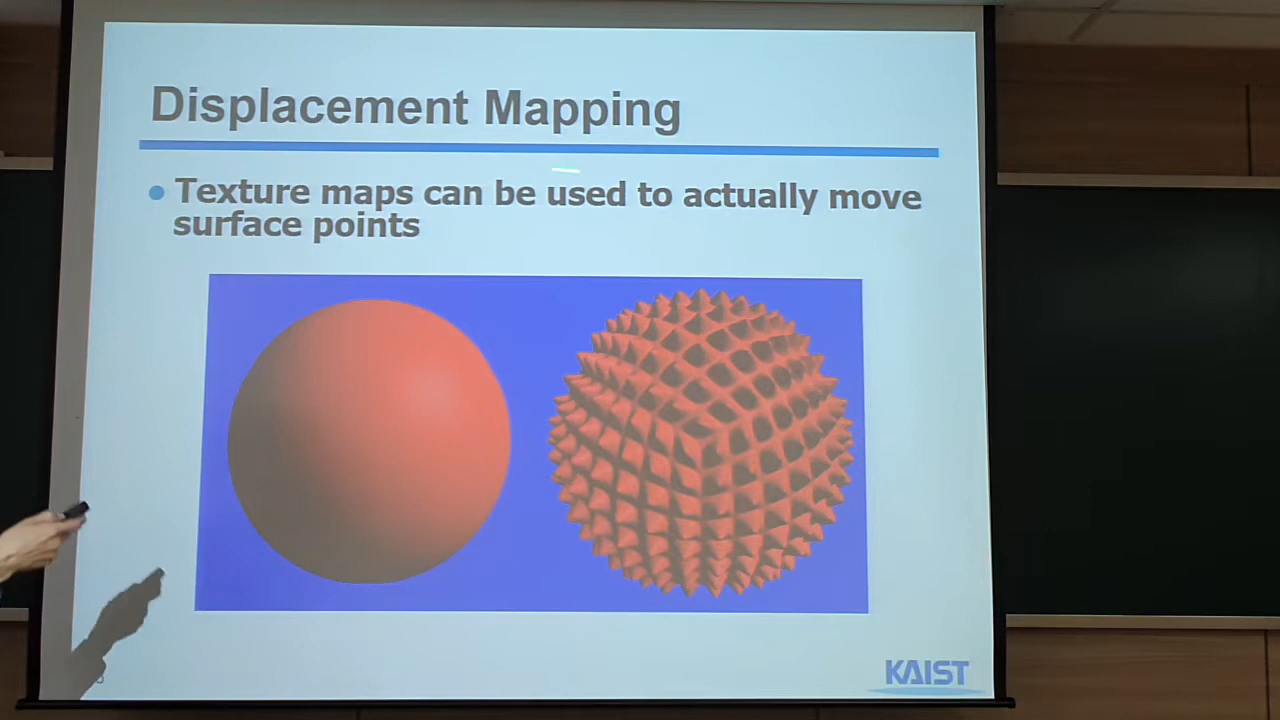 Displacement Mapping
Texture maps can be used to actually move
surface points
KAIST